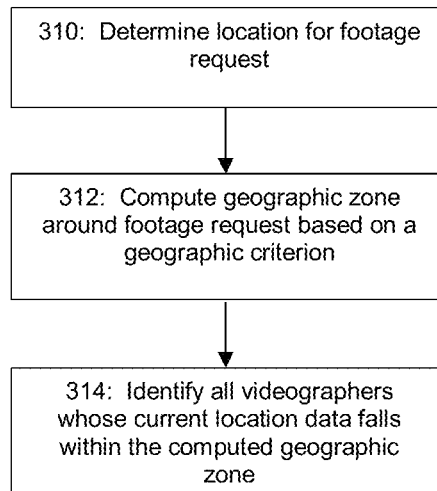 310: Determine location for footage
request
312: Compute geographic zone
around footage request based on a
geographic criterion
314: Identify all videographers
whose current location data falls
within the computed geographic
zone